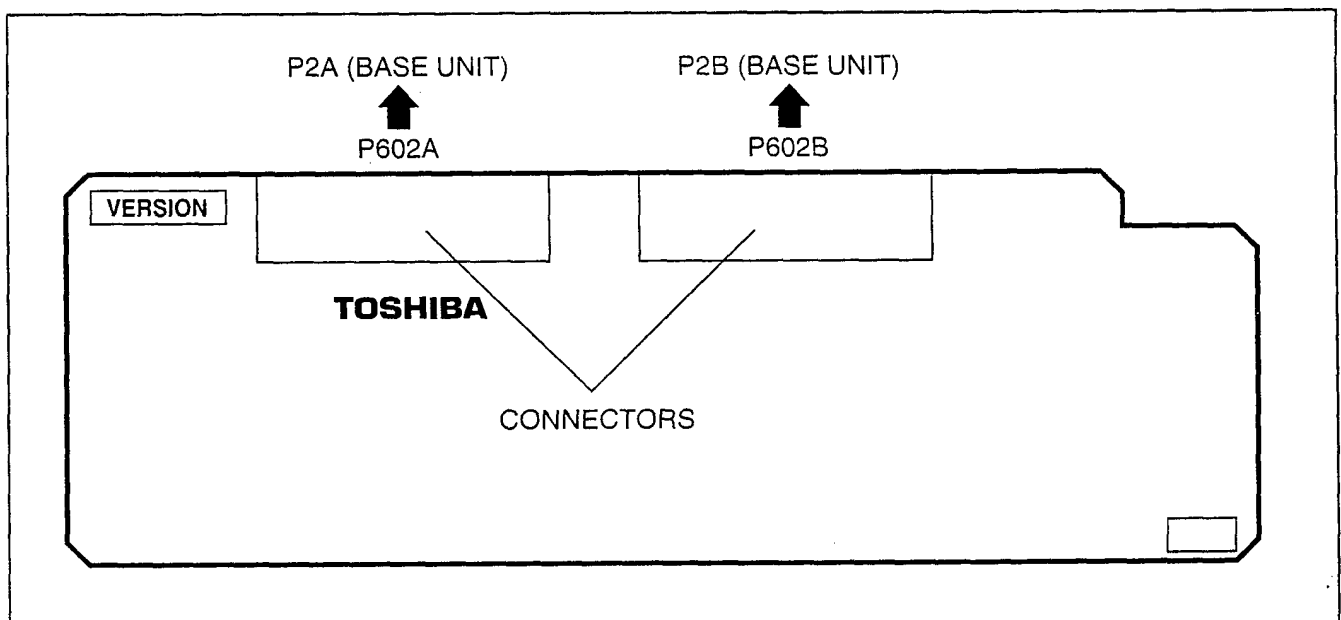 P2A (BASE UNIT)
P2B (BASE UNIT)
P602A
P602B
VERSION
TOSHIBA
CONNECTORS